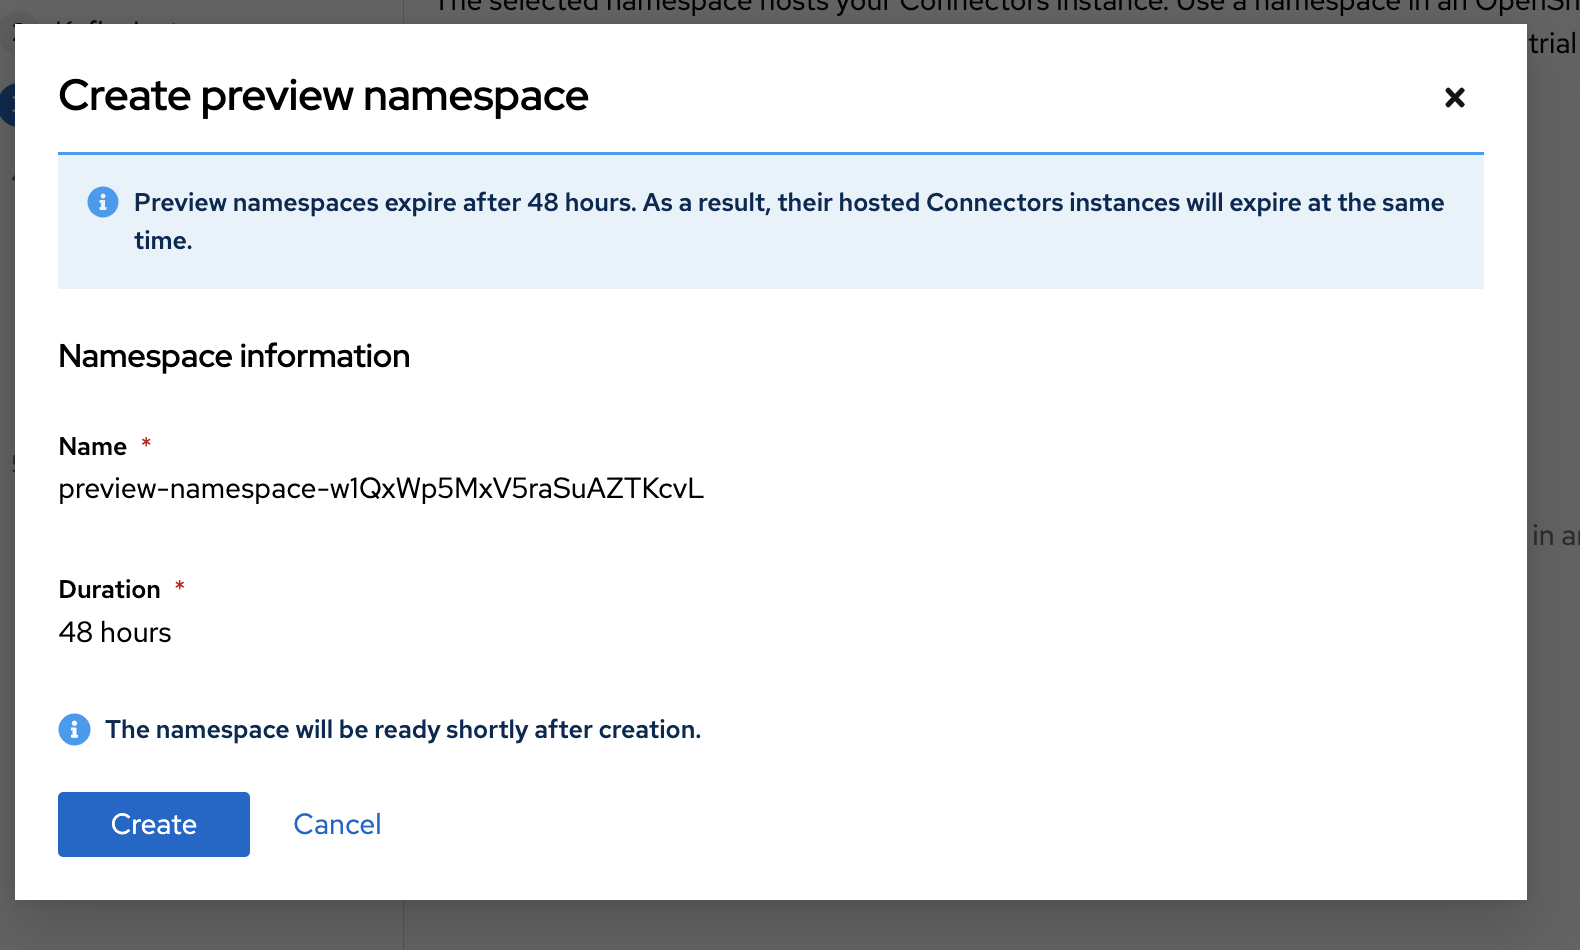 The selected namespace hosts your Connectors instance. Use a namespace in an
trial
Create preview namespace
Preview namespaces expire after 48 hours. As a result, their hosted Connectors instances will expire at the same
time.
Namespace information
Name *
preview-namespace-w1QxWp5MxV5raSuAZTKcvL
in
Duration *
48 hours
The namespace will be ready shortly after creation.
Create Cancel